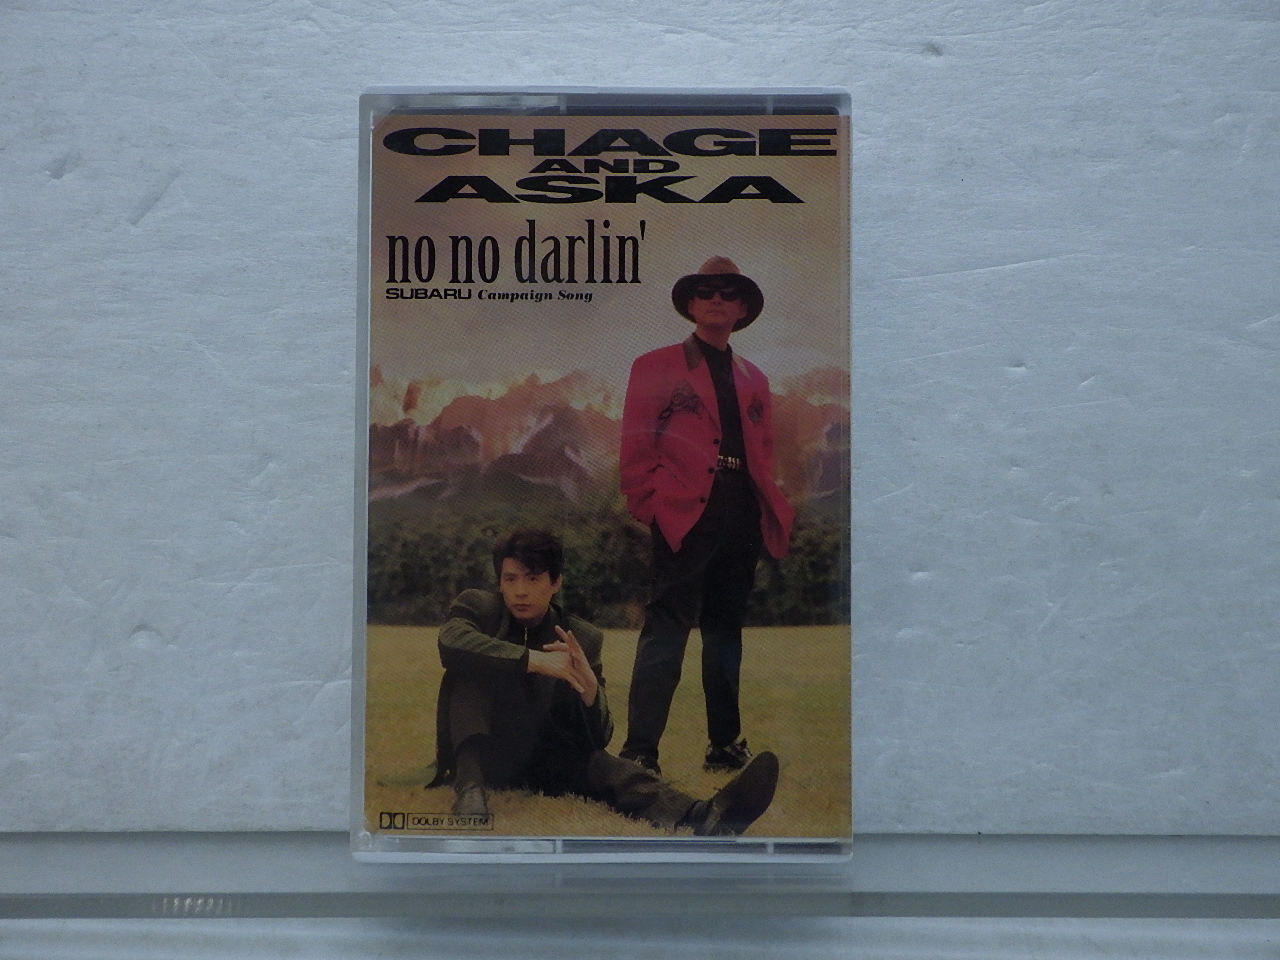 CHAGE
AND
ASKA
no no darlin'
SUBARU Campaign Song
DOLBY SYSTEM